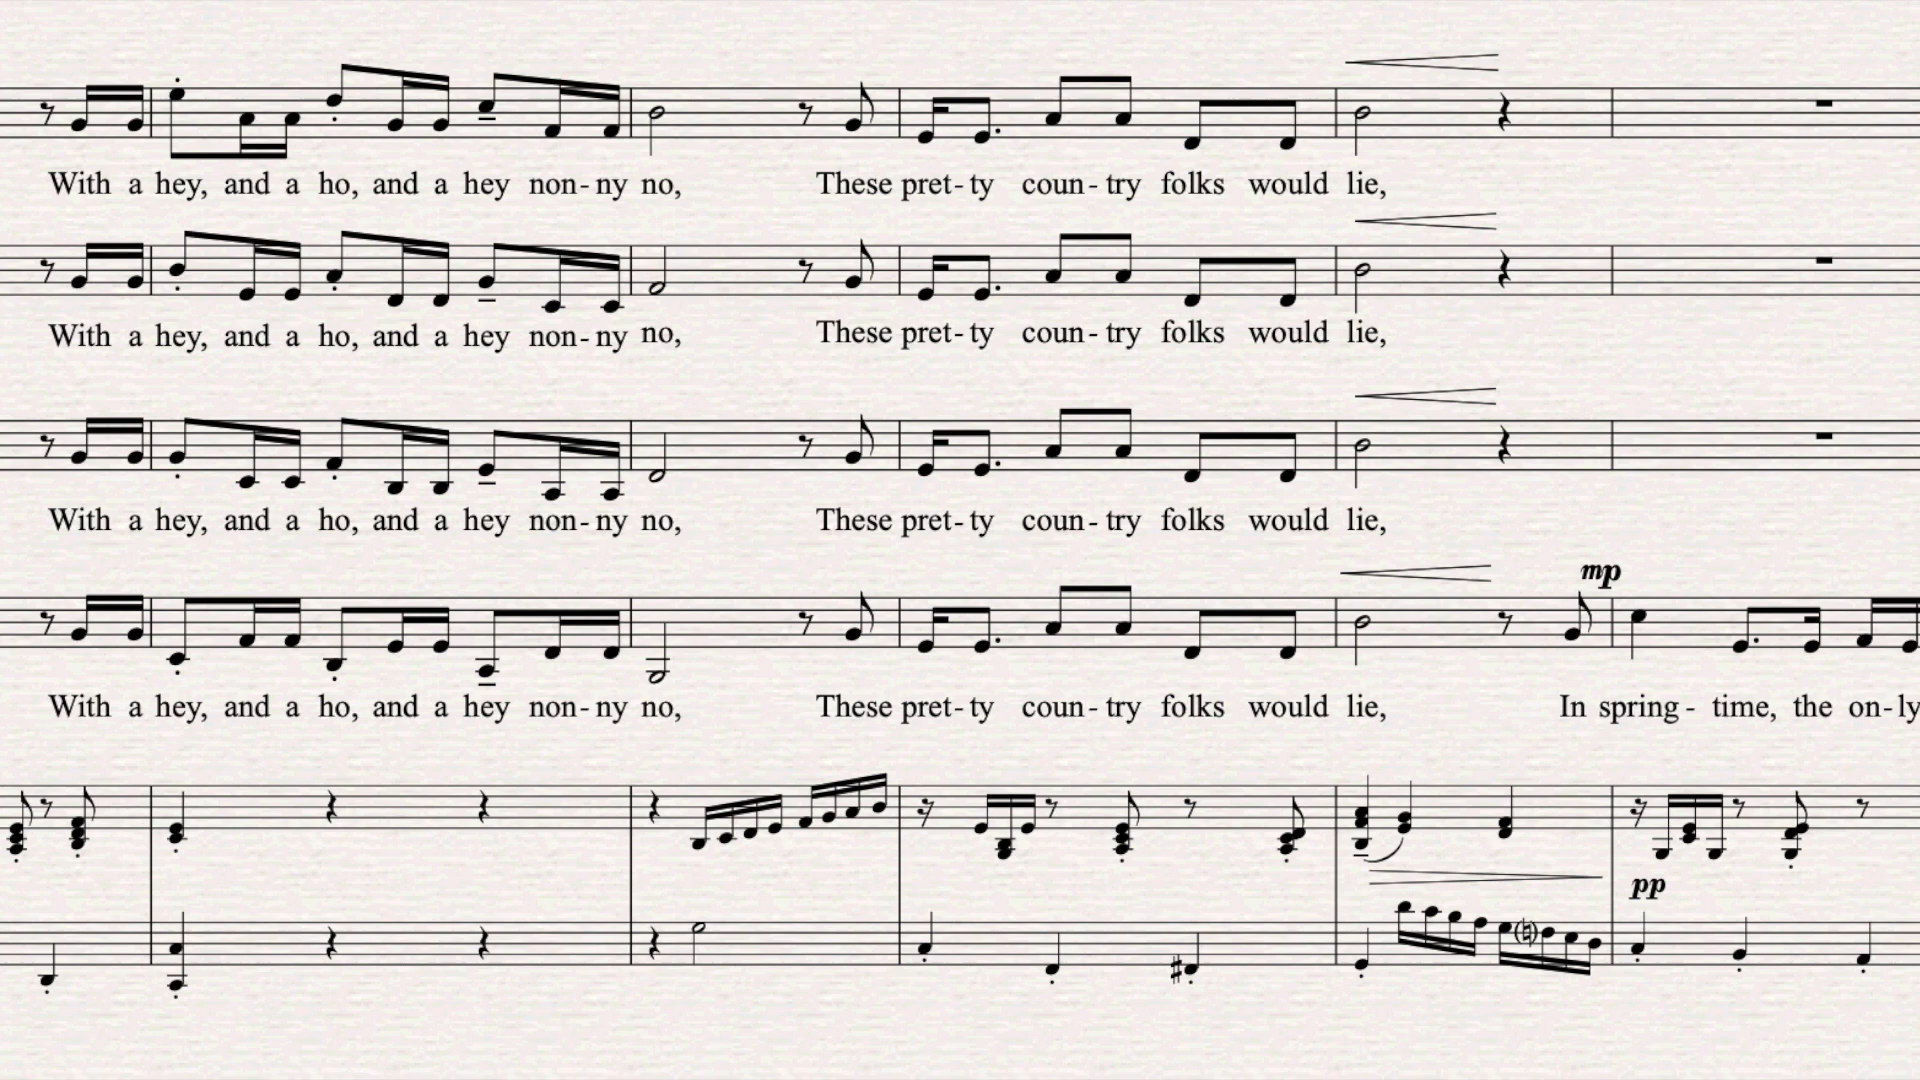 With a hey, and a ho, and a hey non - ny no, These pret - ty coun - try folks would lie,
With a hey, and a ho, and a hey non - ny no, These pret - ty coun - try folks would lie,
With a hey, and a ho, and a hey non - ny no, These pret - ty coun - try folks would lie,
mp
With a hey, and a ho, and a hey non - ny no, These pret - ty coun - try folks would lie, In spring - time, the on - ly
pp